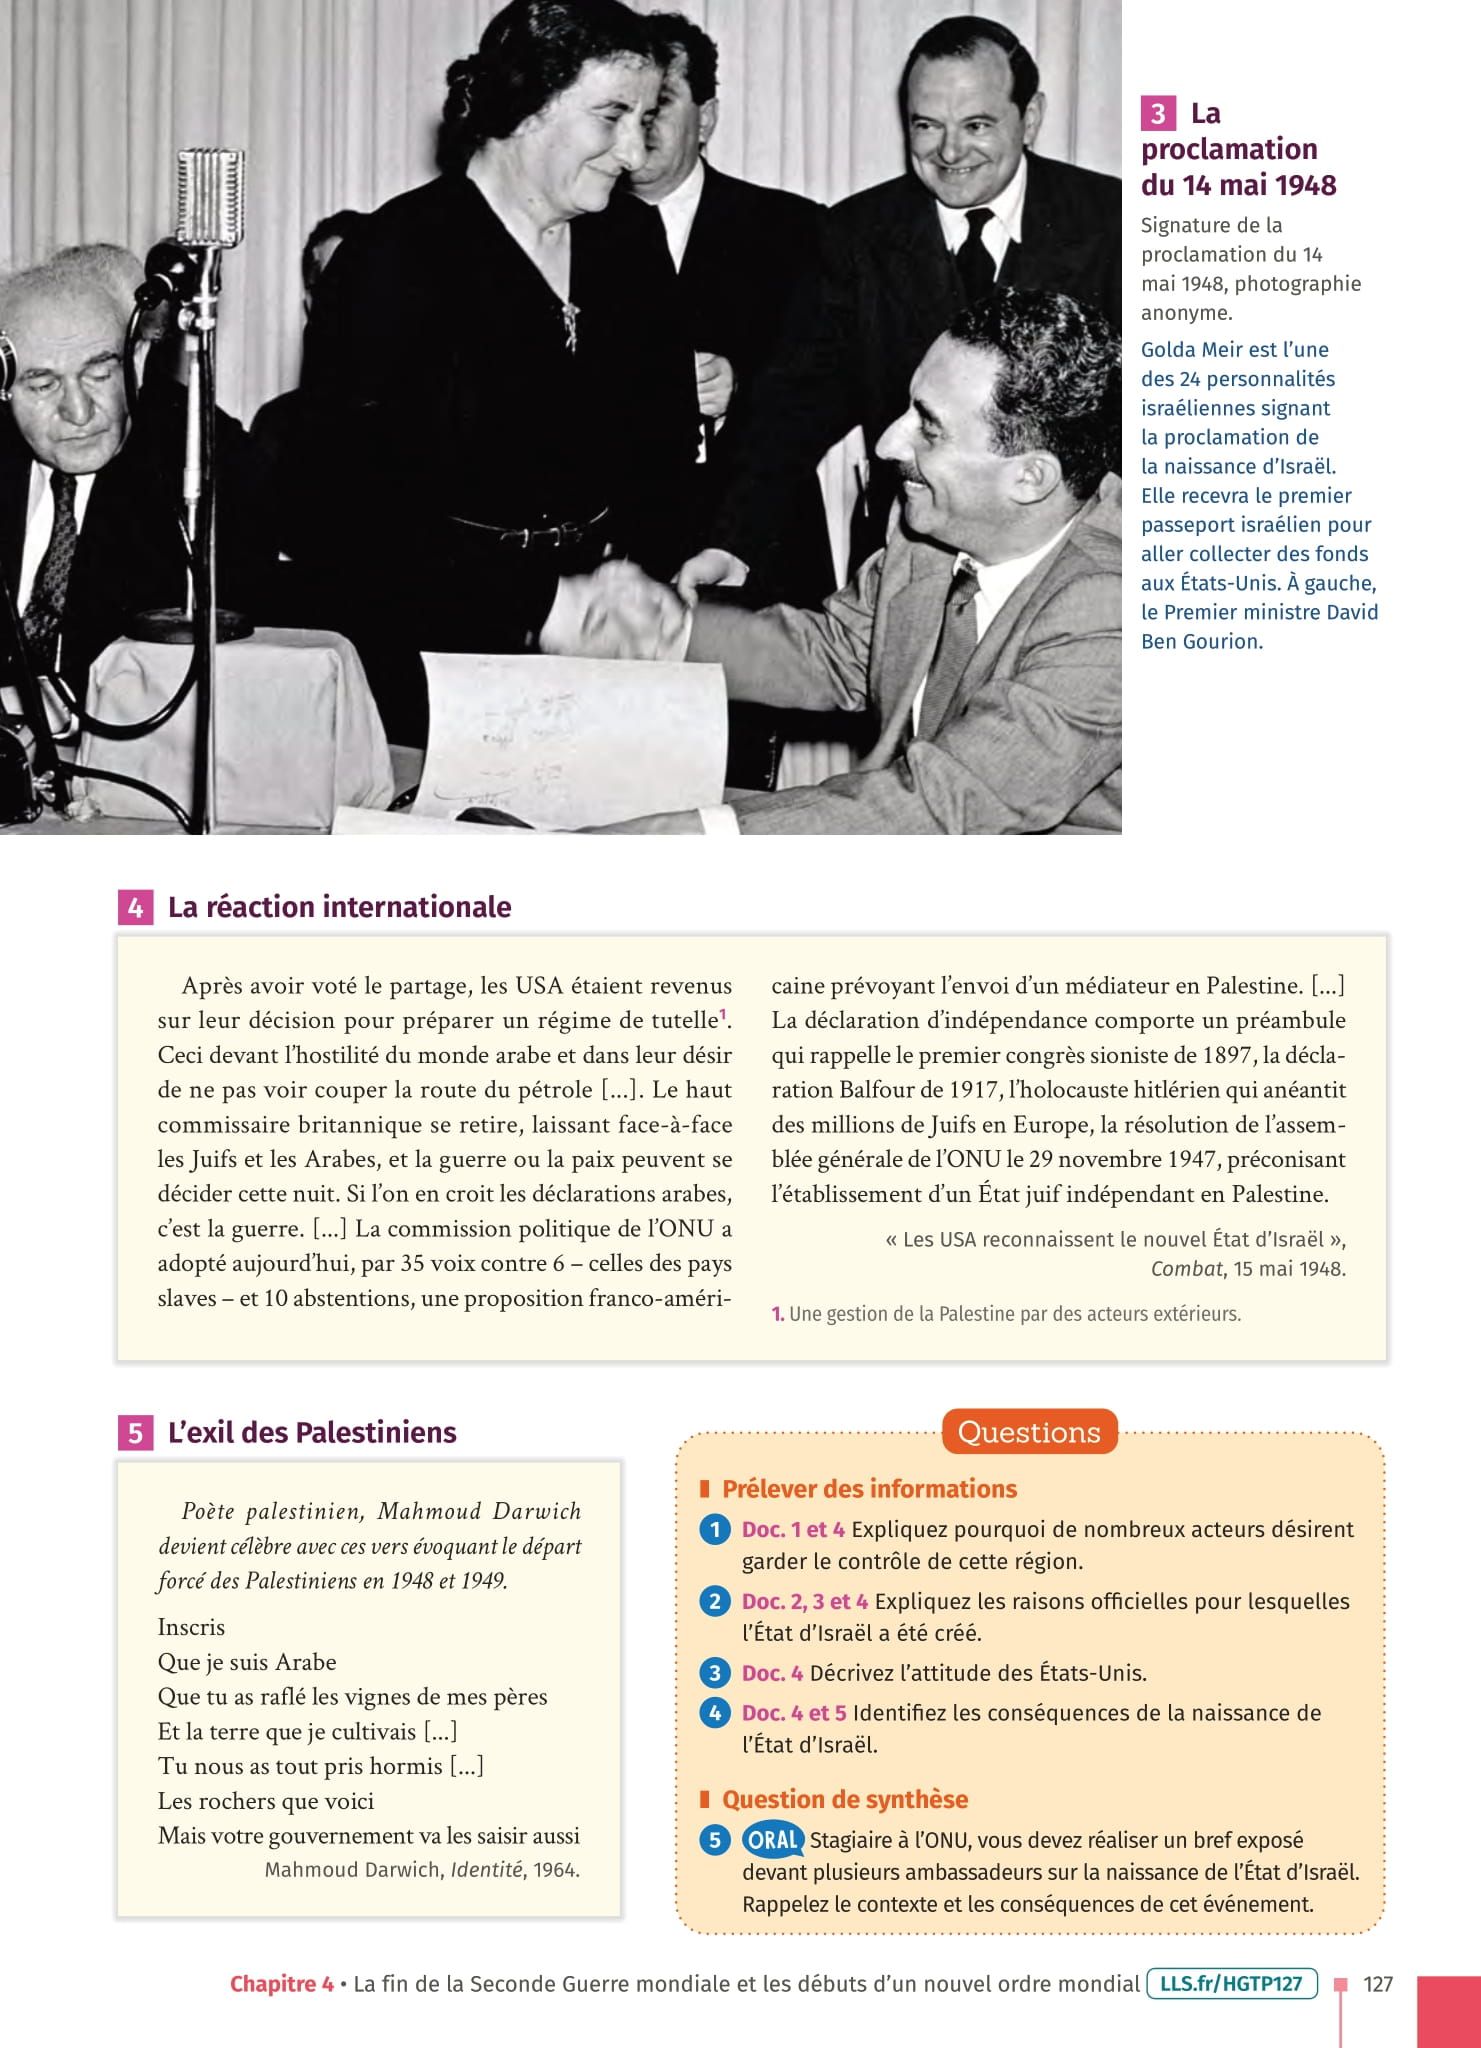 3 La
proclamation
du 14 mai 1948
Signature de la
proclamation du 14
mai 1948, photographie
anonyme.
Golda Meir est l’une
des 24 personnalités
israéliennes signant
la proclamation de
la naissance d’Israël.
Elle recevra le premier
passeport israélien pour
aller collecter des fonds
aux États-Unis. À gauche,
le Premier ministre David
Ben Gourion.
4 La réaction internationale
Après avoir voté le partage, les USA étaient revenus
sur leur décision pour préparer un régime de tutelle¹.
Ceci devant l’hostilité du monde arabe et dans leur désir
de ne pas voir couper la route du pétrole [...]. Le haut
commissaire britannique se retire, laissant face-à-face
les Juifs et les Arabes, et la guerre ou la paix peuvent se
décider cette nuit. Si l’on en croit les déclarations arabes,
c’est la guerre. [...] La commission politique de l’ONU a
adopté aujourd’hui, par 35 voix contre 6 – celles des pays
slaves – et 10 abstentions, une proposition franco-améri-
caine prévoyant l’envoi d’un médiateur en Palestine. [...]
La déclaration d’indépendance comporte un préambule
qui rappelle le premier congrès sioniste de 1897, la décla-
ration Balfour de 1917, l’holocauste hitlérien qui anéantit
des millions de Juifs en Europe, la résolution de l’assem-
blée générale de l’ONU le 29 novembre 1947, préconisant
l’établissement d’un État juif indépendant en Palestine.
« Les USA reconnaissent le nouvel État d’Israël »,
Combat, 15 mai 1948.
1. Une gestion de la Palestine par des acteurs extérieurs.
5 L’exil des Palestiniens
Poète palestinien, Mahmoud Darwich
devient célèbre avec ces vers évoquant le départ
forcé des Palestiniens en 1948 et 1949.
Inscris
Que je suis Arabe
Que tu as raflé les vignes de mes pères
Et la terre que je cultivais [...]
Tu nous as tout pris hormis [...]
Les rochers que voici
Mais votre gouvernement va les saisir aussi
Mahmoud Darwich, Identité, 1964.
Questions
Prélever des informations
1 Doc. 1 et 4 Expliquez pourquoi de nombreux acteurs désirent
garder le contrôle de cette région.
2 Doc. 2, 3 et 4 Expliquez les raisons officielles pour lesquelles
l’État d’Israël a été créé.
3 Doc. 4 Décrivez l’attitude des États-Unis.
4 Doc. 4 et 5 Identifiez les conséquences de la naissance de
l’État d’Israël.
Question de synthèse
5 ORAL Stagiaire à l’ONU, vous devez réaliser un bref exposé
devant plusieurs ambassadeurs sur la naissance de l’État d’Israël.
Rappelez le contexte et les conséquences de cet événement.
Chapitre 4 • La fin de la Seconde Guerre mondiale et les débuts d’un nouvel ordre mondial LLS.fr/HGTP127 127